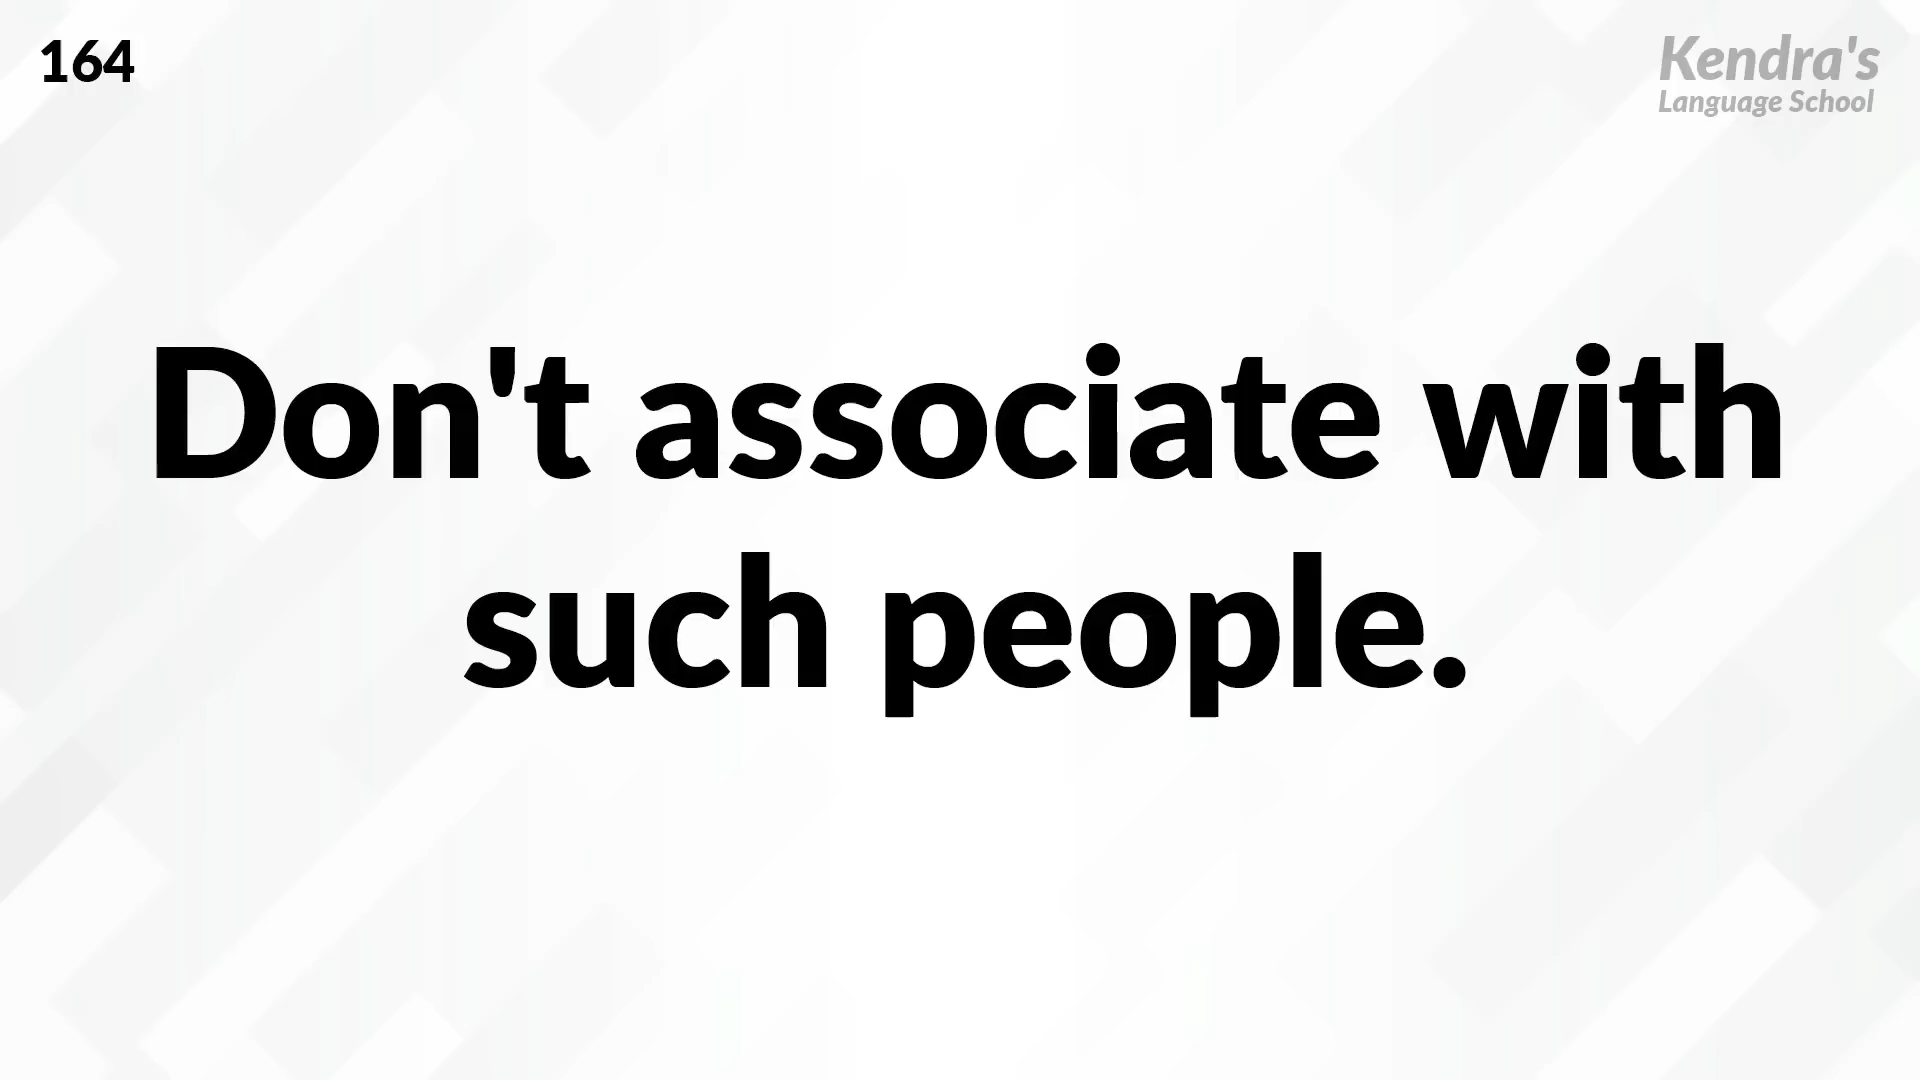 164
Kendra's
Language School
Don't associate with
such people.